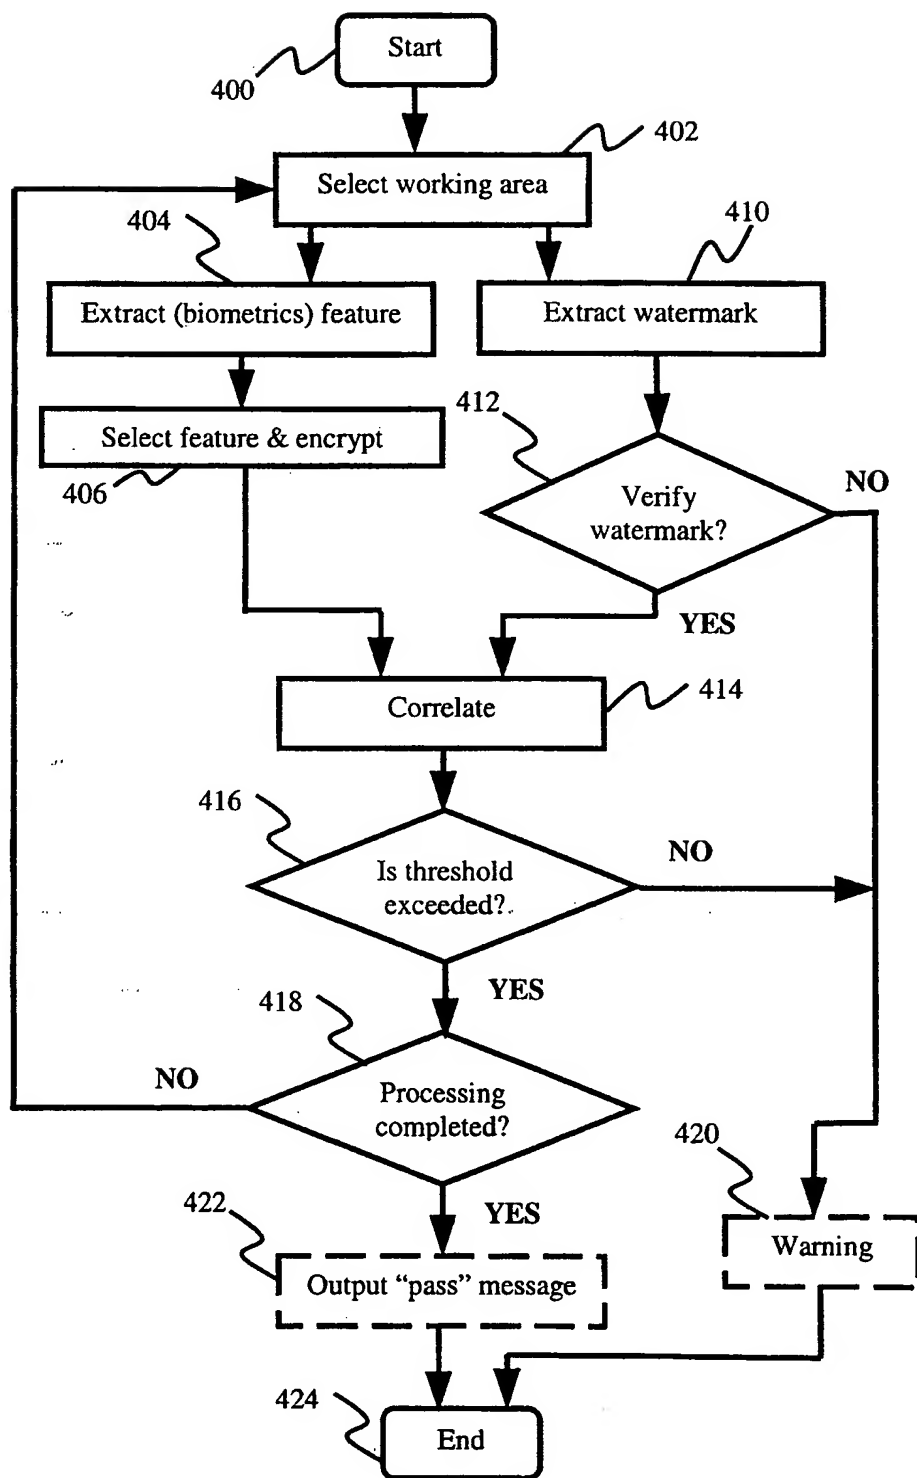 Start
400
402
Select working area
404
410
Extract (biometrics) feature
Extract watermark
412
Select feature & encrypt
406
NO
Verify
watermark?
YES
Correlate
414
416
NO
Is threshold
exceeded?
YES
418
NO
Processing
completed?
420
422
YES
Warning
Output “pass” message
424
End